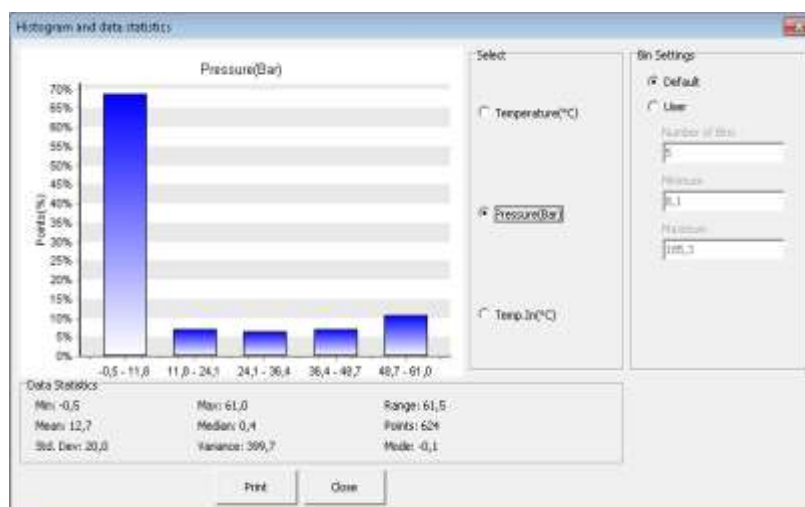 Histogram and data statistics
Pressure(Bar)
70%
65%
60%
55%
50%
45%
40%
35%
30%
25%
20%
15%
10%
5%
0%
Points(%)
-0,5 - 11,8 11,8 - 24,1 24,1 - 36,4 36,4 - 48,7 48,7 - 61,0
Select
Temperature(°C)
Pressure(Bar)
Temp.In(°C)
Bin Settings
Default
User
Number of Bins
5
Minimum
8,1
Maximum
185,3
Data Statistics
Min: -0,5 Max: 61,0 Range: 61,5
Mean: 12,7 Median: 0,4 Points: 624
Std. Dev: 20,0 Variance: 399,7 Mode: -0,1
Print Close